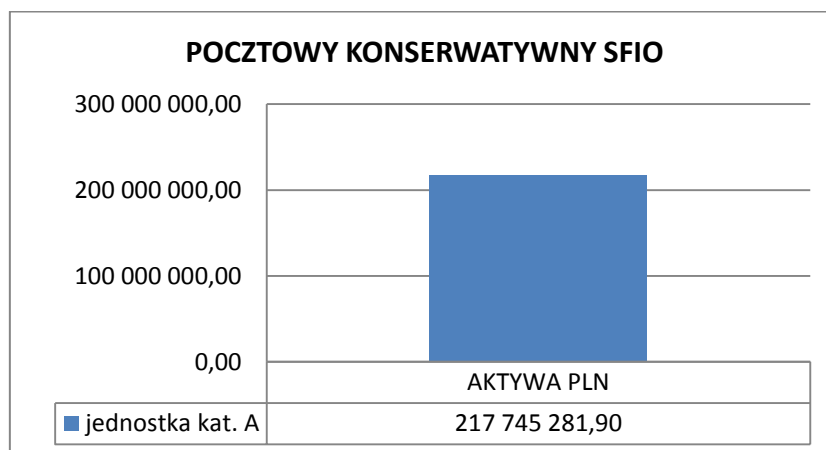 POCZTOWY KONSERWATYWNY SFIO
300 000 000,00
200 000 000,00
100 000 000,00
0,00
AKTYWA PLN
jednostka kat. A 217 745 281,90